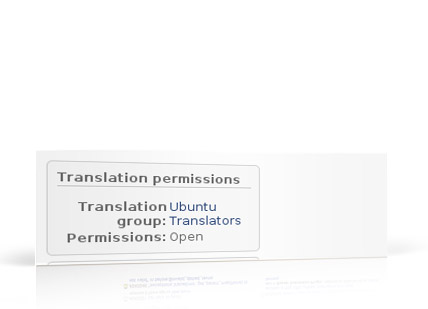 Translation permissions
Translation Ubuntu
group: Translators
Permissions: Open